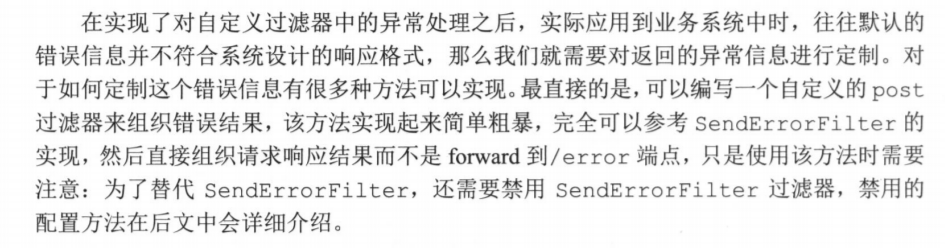 在实现了对自定义过滤器中的异常处理之后，实际应用到业务系统中时，往往默认的
错误信息并不符合系统设计的响应格式，那么我们就需要对返回的异常信息进行定制。对
于如何定制这个错误信息有很多种方法可以实现。最直接的是，可以编写一个自定义的 post
过滤器来组织错误结果，该方法实现起来简单粗暴，完全可以参考 SendErrorFilter 的
实现，然后直接组织请求响应结果而不是 forward 到/error 端点，只是使用该方法时需要
注意：为了替代 SendErrorFilter，还需要禁用 SendErrorFilter 过滤器，禁用的
配置方法在后文中会详细介绍。